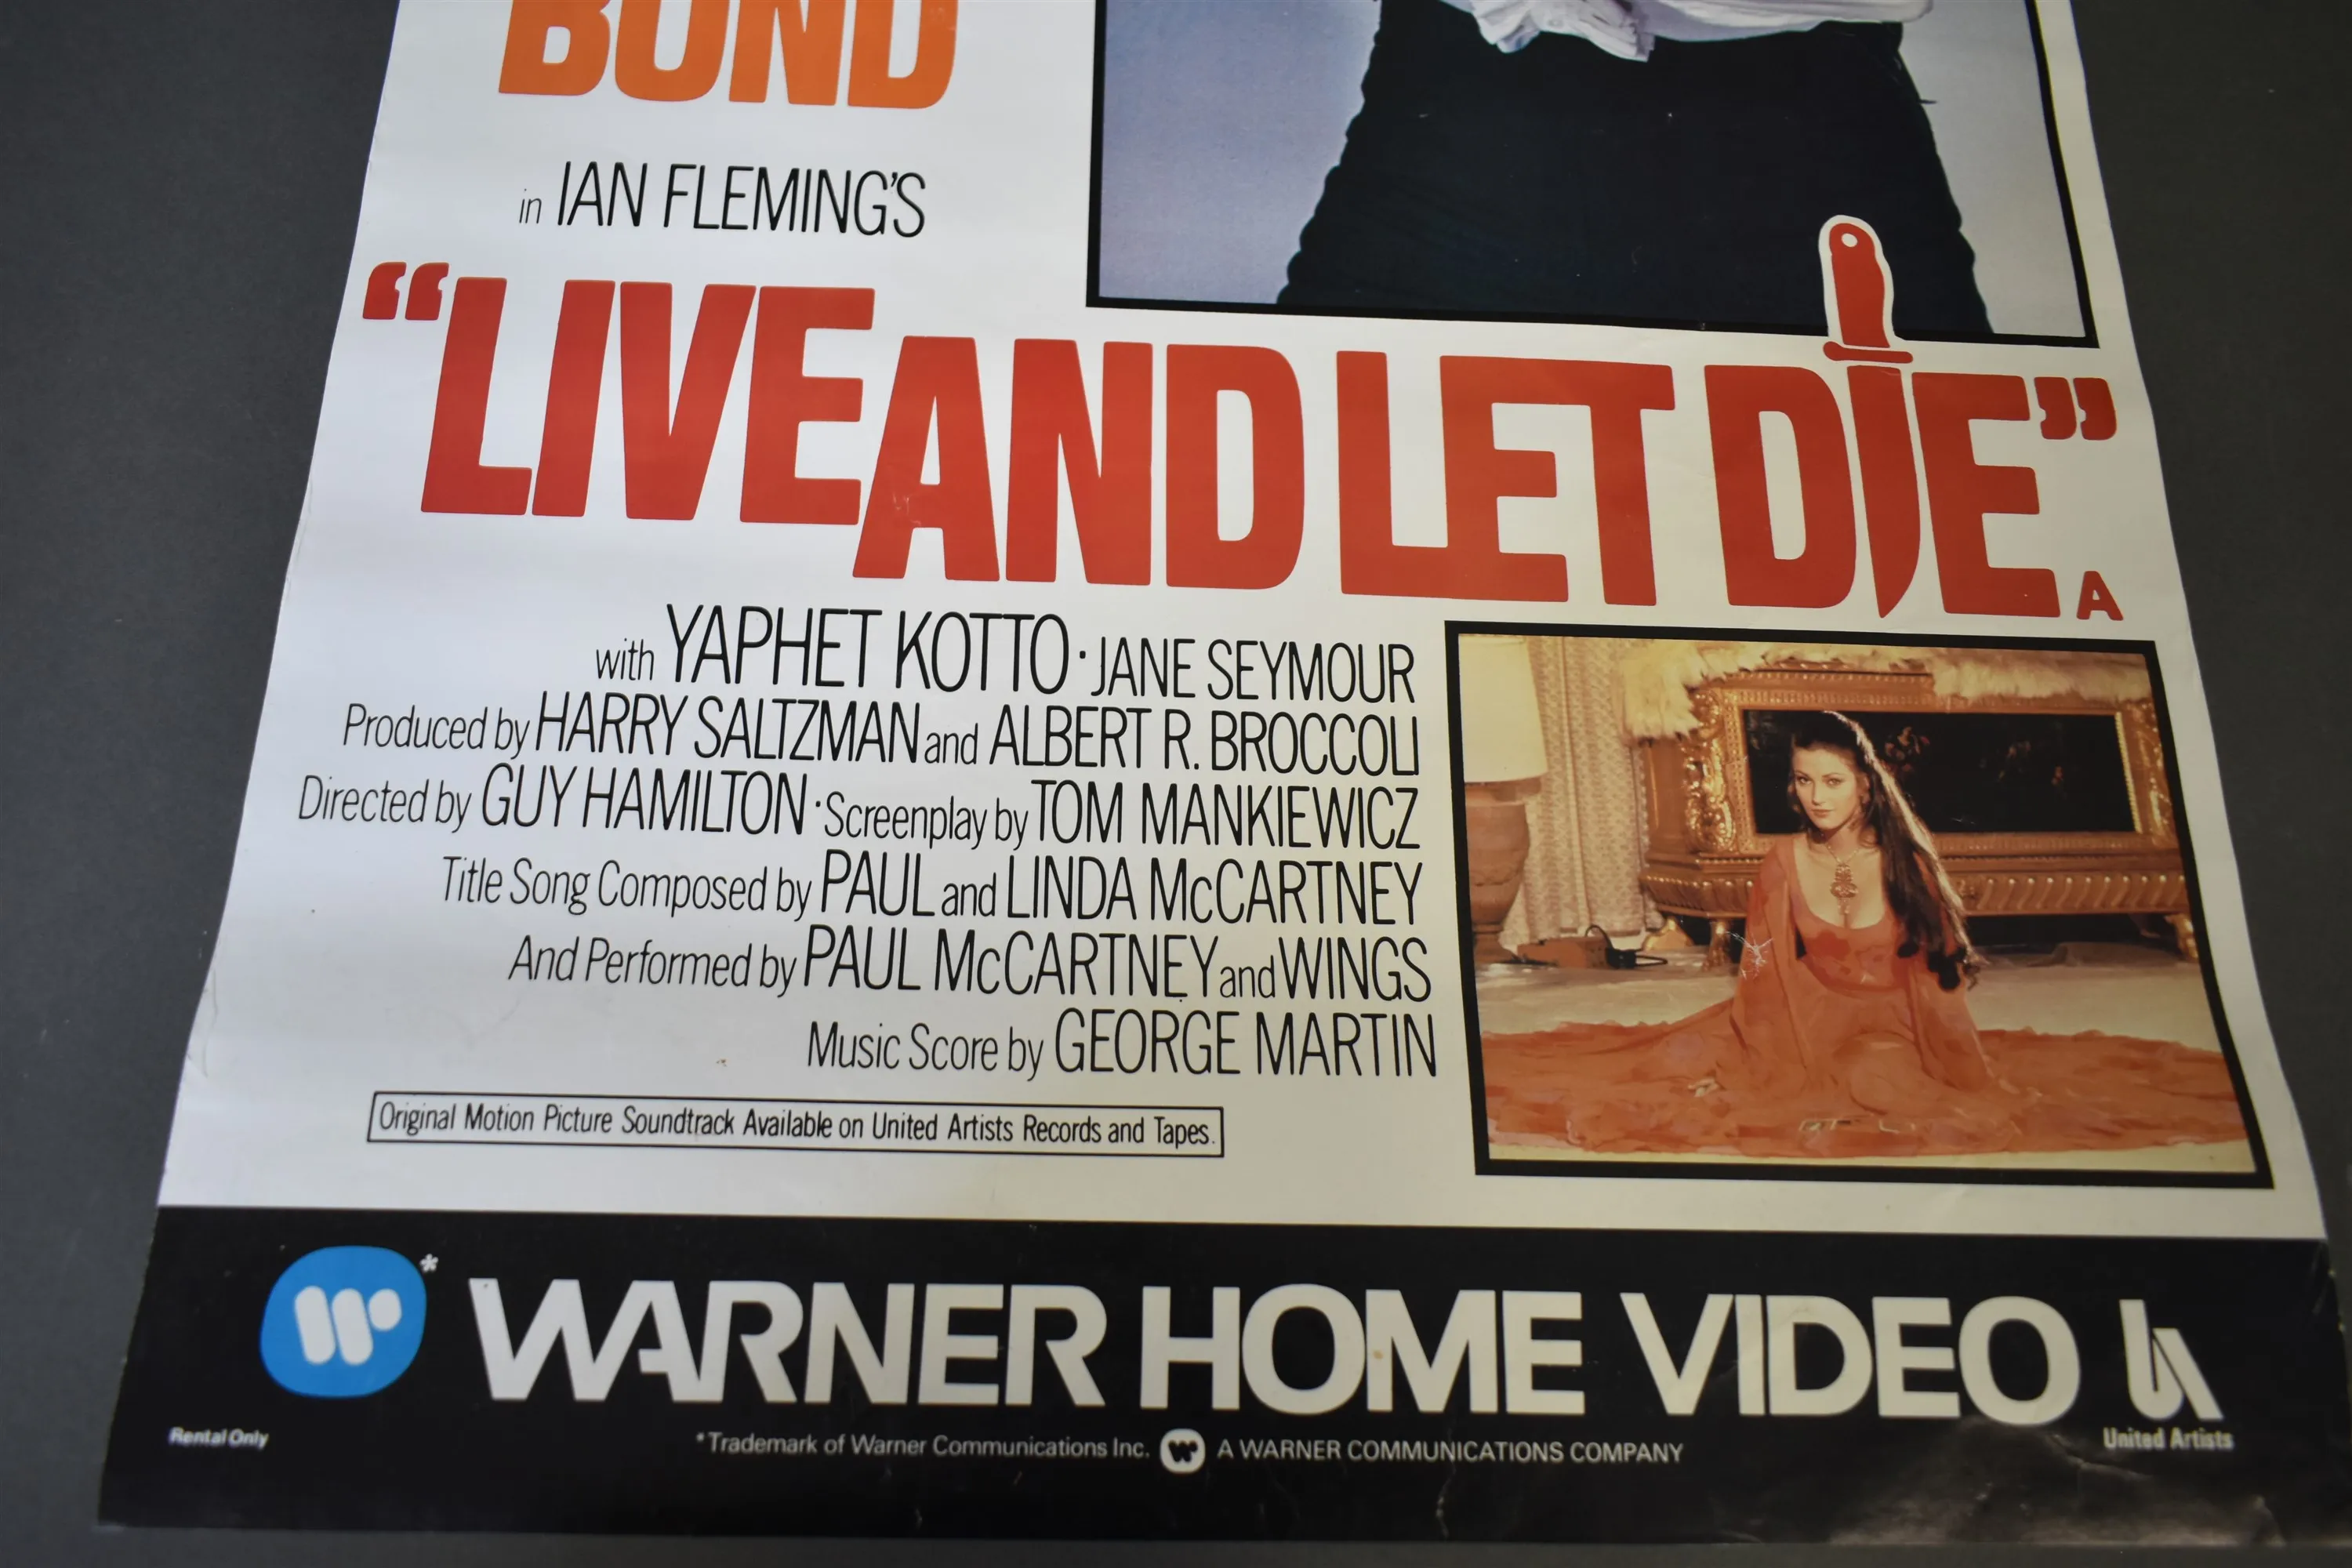 BOND
in IAN FLEMING'S
“LIVE AND LET DIE” A
with YAPHET KOTTO · JANE SEYMOUR
Produced by HARRY SALTZMAN and ALBERT R. BROCCOLI
Directed by GUY HAMILTON · Screenplay by TOM MANKIEWICZ
Title Song Composed by PAUL and LINDA McCARTNEY
And Performed by PAUL McCARTNEY and WINGS
Music Score by GEORGE MARTIN
Original Motion Picture Soundtrack Available on United Artists Records and Tapes.
* WARNER HOME VIDEO UA
Rental Only
*Trademark of Warner Communications Inc. A WARNER COMMUNICATIONS COMPANY
United Artists